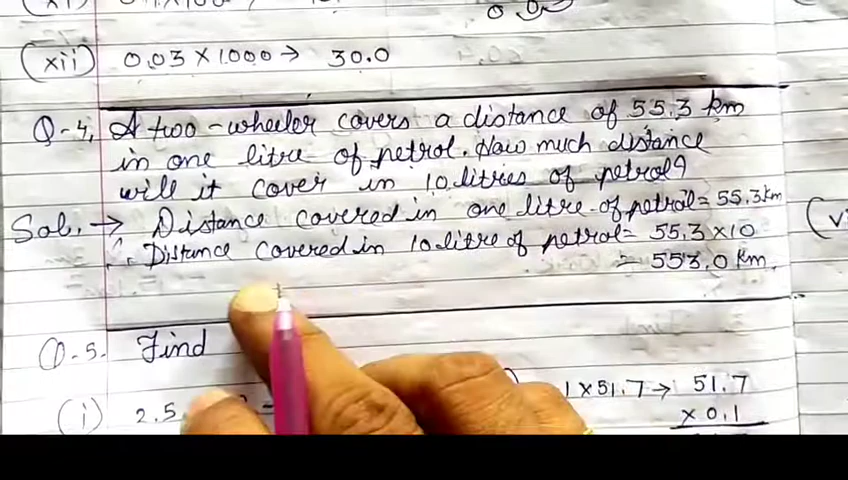 (xii) 0.03 × 1000 → 30.0
Q-4, A two-wheeler covers a distance of 55.3 km
in one litre of petrol. How much distance
will it cover in 10 litres of petrol?
Sol. → Distance covered in one litre of petrol = 55.3 km
∴ Distance covered in 10 litre of petrol = 55.3 × 10
= 553.0 km.
Q-5. Find
(i) 2.5
1 × 51.7 → 51.7
× 0.1